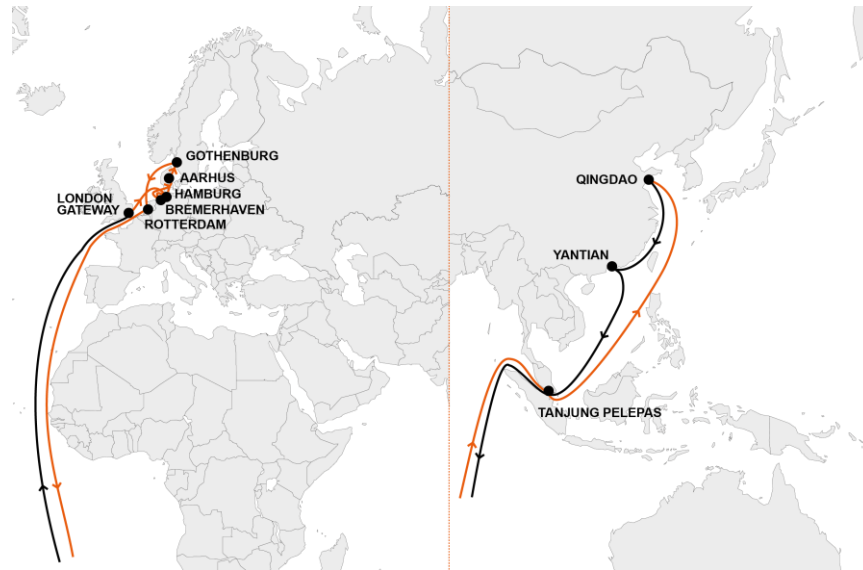 GOTHENBURG
AARHUS
HAMBURG
LONDON
GATEWAY
BREMERHAVEN
ROTTERDAM
QINGDAO
YANTIAN
TANJUNG PELEPAS